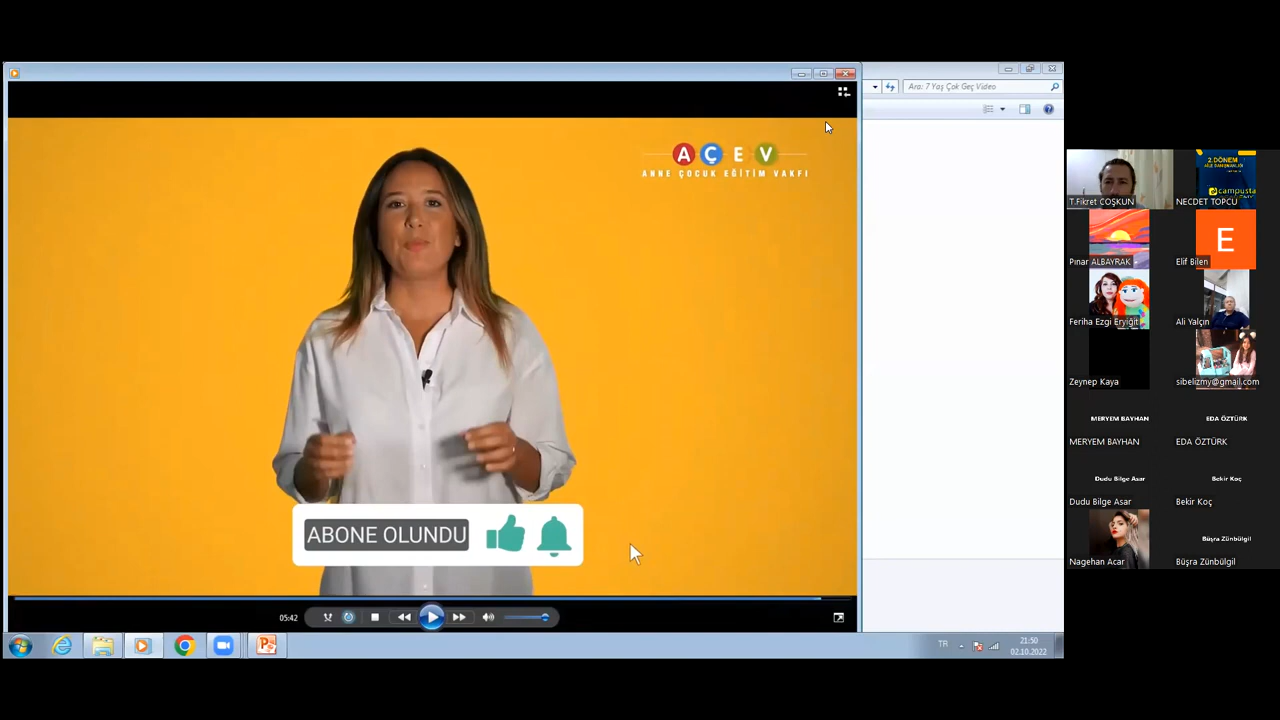 Ara: 7 Yaş Çok Geç Video
A Ç E V
ANNE ÇOCUK EĞİTİM VAKFI
ABONE OLUNDU
05:42
TR
21:50
02.10.2022
2.DÖNEM
AİLE DANIŞMANLIĞI
campusta
T.Fikret COŞKUN
NECDET TOPCU
E
Pınar ALBAYRAK
Elif Bilen
Feriha Ezgi Eryiğit
Ali Yalçın
Zeynep Kaya
sibelizmy@gmail.com
MERYEM BAYHAN
EDA ÖZTÜRK
MERYEM BAYHAN
EDA ÖZTÜRK
Dudu Bilge Asar
Bekir Koç
Dudu Bilge Asar
Bekir Koç
Büşra Zünbülgil
Nagehan Acar
Büşra Zünbülgil